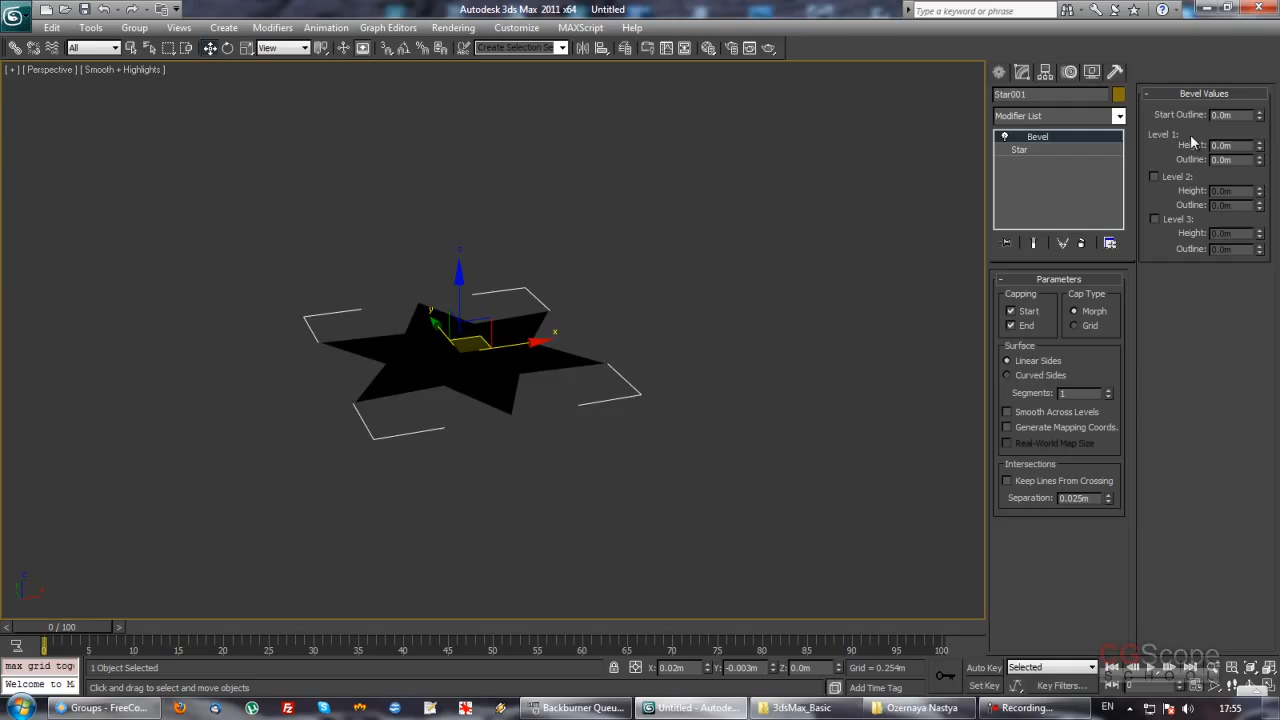 Autodesk 3ds Max 2011 x64    Untitled
Type a keyword or phrase
Edit Tools Group Views Create Modifiers Animation Graph Editors Rendering Customize MAXScript Help
All View Create Selection Se
[ + ] [ Perspective ] [ Smooth + Highlights ]
Star001
Modifier List
Bevel
Star
- Bevel Values
Start Outline: 0.0m
Level 1:
Height: 0.0m
Outline: 0.0m
Level 2:
Height: 0.0m
Outline: 0.0m
Level 3:
Height: 0.0m
Outline: 0.0m
- Parameters
Capping Cap Type
Start Morph
End Grid
Surface
Linear Sides
Curved Sides
Segments: 1
Smooth Across Levels
Generate Mapping Coords.
Real-World Map Size
Intersections
Keep Lines From Crossing
Separation: 0.025m
z
y
x
< 0 / 100 >
0 5 10 15 20 25 30 35 40 45 50 55 60 65 70 75 80 85 90 95 100
max grid tog
Welcome to M
1 Object Selected
X: 0.02m Y: -0.003m Z: 0.0m Grid = 0.254m
Click and drag to select and move objects
Add Time Tag
Auto Key Selected
Set Key Key Filters...
0
CGScope
school
Groups - FreeCo...
Backburner Queu...
Untitled - Autode...
3dsMax_Basic
Ozernaya Nastya
Recording...
EN
17:55